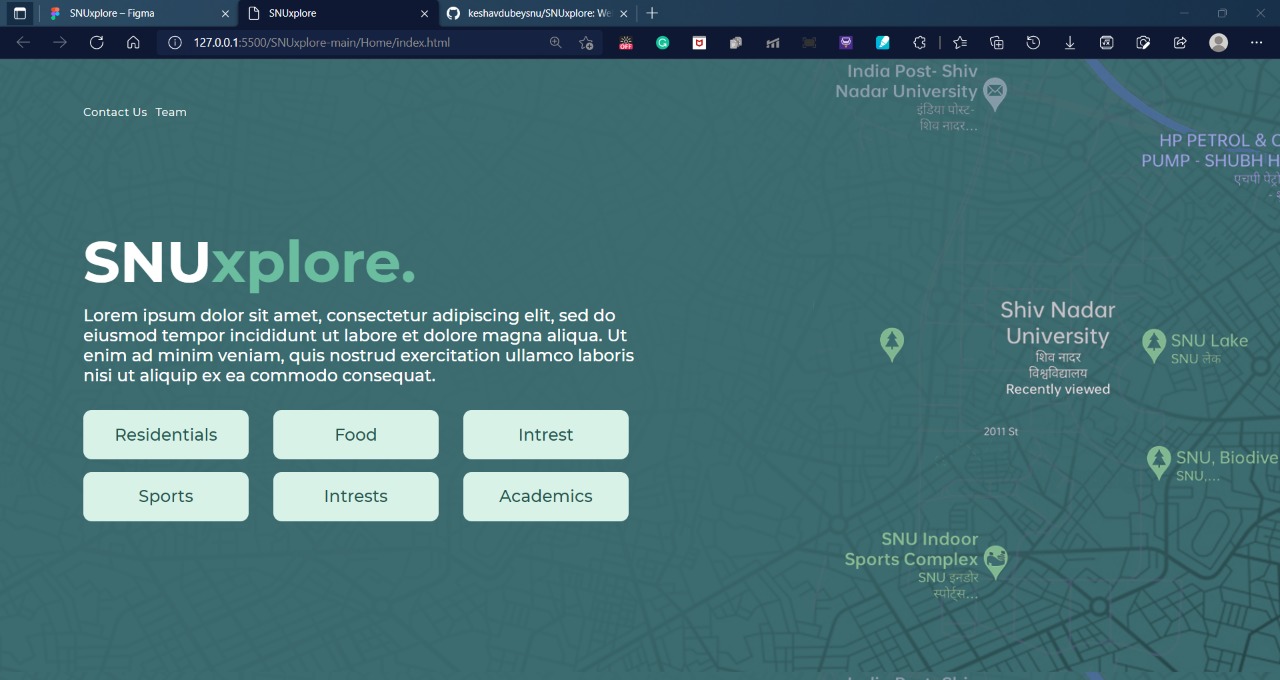 SNUxplore – Figma
SNUxplore
keshavdubeysnu/SNUxplore: We
127.0.0.1:5500/SNUxplore-main/Home/index.html
OFF
Contact Us Team
SNUxplore.
Lorem ipsum dolor sit amet, consectetur adipiscing elit, sed do
eiusmod tempor incididunt ut labore et dolore magna aliqua. Ut
enim ad minim veniam, quis nostrud exercitation ullamco laboris
nisi ut aliquip ex ea commodo consequat.
Residentials
Food
Intrest
Sports
Intrests
Academics
India Post- Shiv
Nadar University
इंडिया पोस्ट-
शिव नादर...
HP PETROL & C
PUMP - SHUBH H
एचपी पेट्रो
Shiv Nadar
University
शिव नादर
विश्वविद्यालय
Recently viewed
SNU Lake
SNU लेक
2011 St
SNU, Biodive
SNU,...
SNU Indoor
Sports Complex
SNU इनडोर
स्पोर्ट्स...
India Post- Shiv